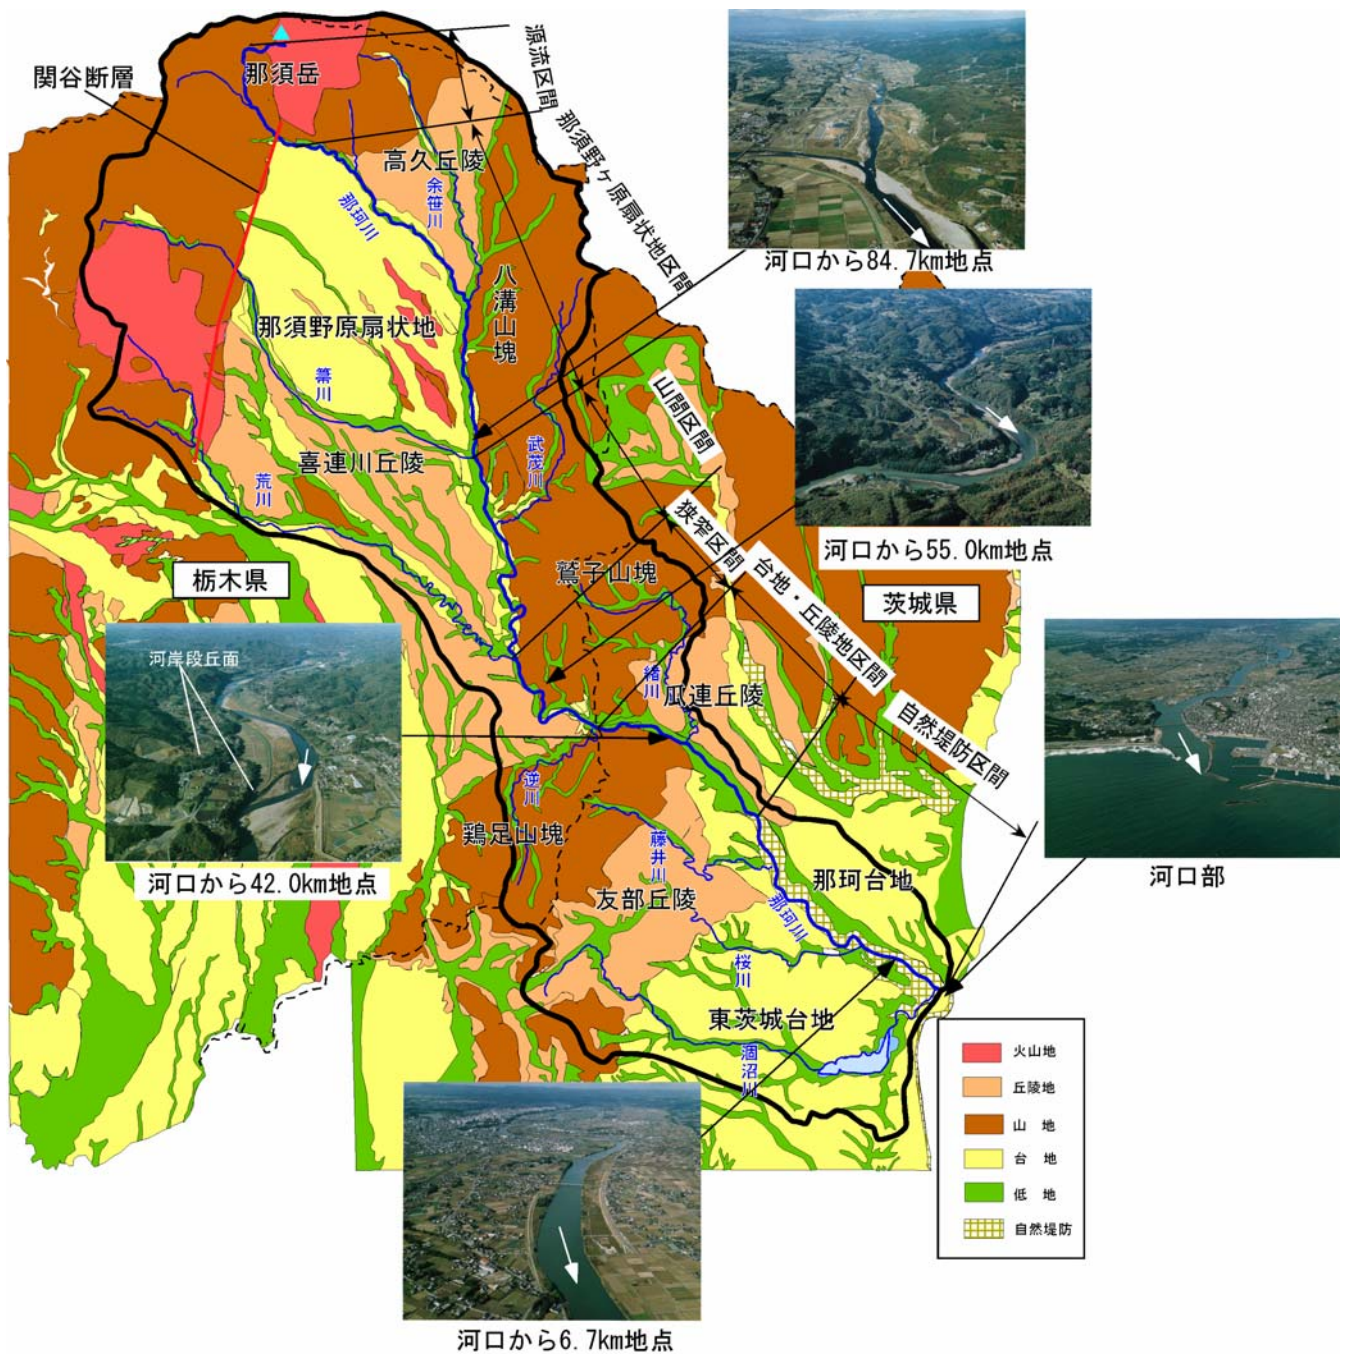 関谷断層
那須岳
源流区間
那須野ヶ原扇状地区間
高久丘陵
余笹川
那珂川
八溝山塊
那須野原扇状地
箒川
河口から84.7km地点
山間区間
武茂川
喜連川丘陵
荒川
狭窄区間
河口から55.0km地点
栃木県
鷲子山塊
台地・丘陵地区間
茨城県
河岸段丘面
緒川
瓜連丘陵
自然堤防区間
逆川
鶏足山塊
藤井川
河口から42.0km地点
友部丘陵
那珂台地
河口部
那珂川
桜川
東茨城台地
涸沼川
火山地
丘陵地
山 地
台 地
低 地
自然堤防
河口から6.7km地点